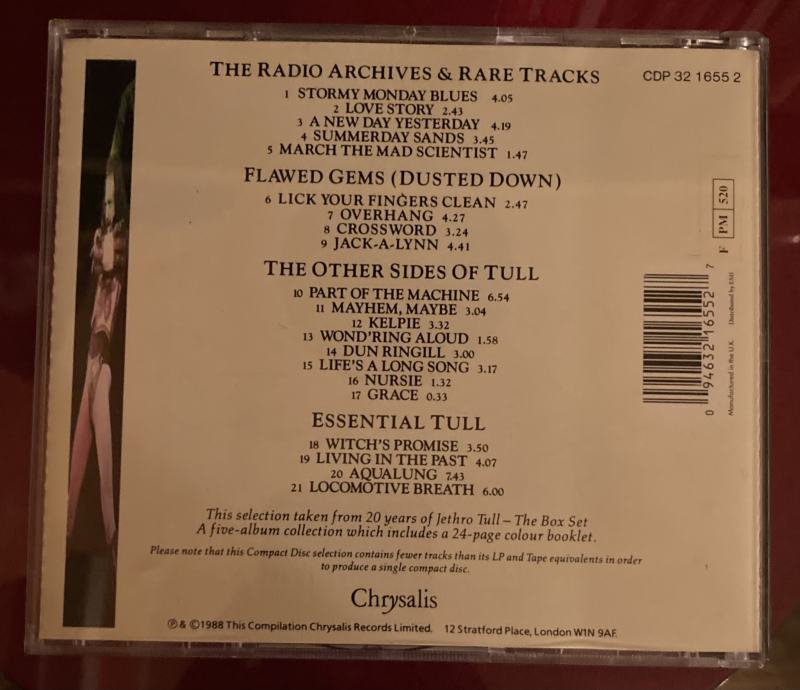 THE RADIO ARCHIVES & RARE TRACKS
CDP 32 1655 2
1 STORMY MONDAY BLUES 4.05
2 LOVE STORY 2.43
3 A NEW DAY YESTERDAY 4.19
4 SUMMERDAY SANDS 3.45
5 MARCH THE MAD SCIENTIST 1.47
FLAWED GEMS (DUSTED DOWN)
6 LICK YOUR FINGERS CLEAN 2.47
7 OVERHANG 4.27
8 CROSSWORD 3.24
9 JACK-A-LYNN 4.41
THE OTHER SIDES OF TULL
10 PART OF THE MACHINE 6.54
11 MAYHEM, MAYBE 3.04
12 KELPIE 3.32
13 WOND'RING ALOUD 1.58
14 DUN RINGILL 3.00
15 LIFE'S A LONG SONG 3.17
16 NURSIE 1.32
17 GRACE 0.33
ESSENTIAL TULL
18 WITCH'S PROMISE 3.50
19 LIVING IN THE PAST 4.07
20 AQUALUNG 7.43
21 LOCOMOTIVE BREATH 6.00
This selection taken from 20 years of Jethro Tull – The Box Set
A five-album collection which includes a 24-page colour booklet.
Please note that this Compact Disc selection contains fewer tracks than its LP and Tape equivalents in order
to produce a single compact disc.
Chrysalis
℗ & ©1988 This Compilation Chrysalis Records Limited. 12 Stratford Place, London W1N 9AF.
F PM 520
0 94632 16552 7
Manufactured in the U.K. Distributed by EMI